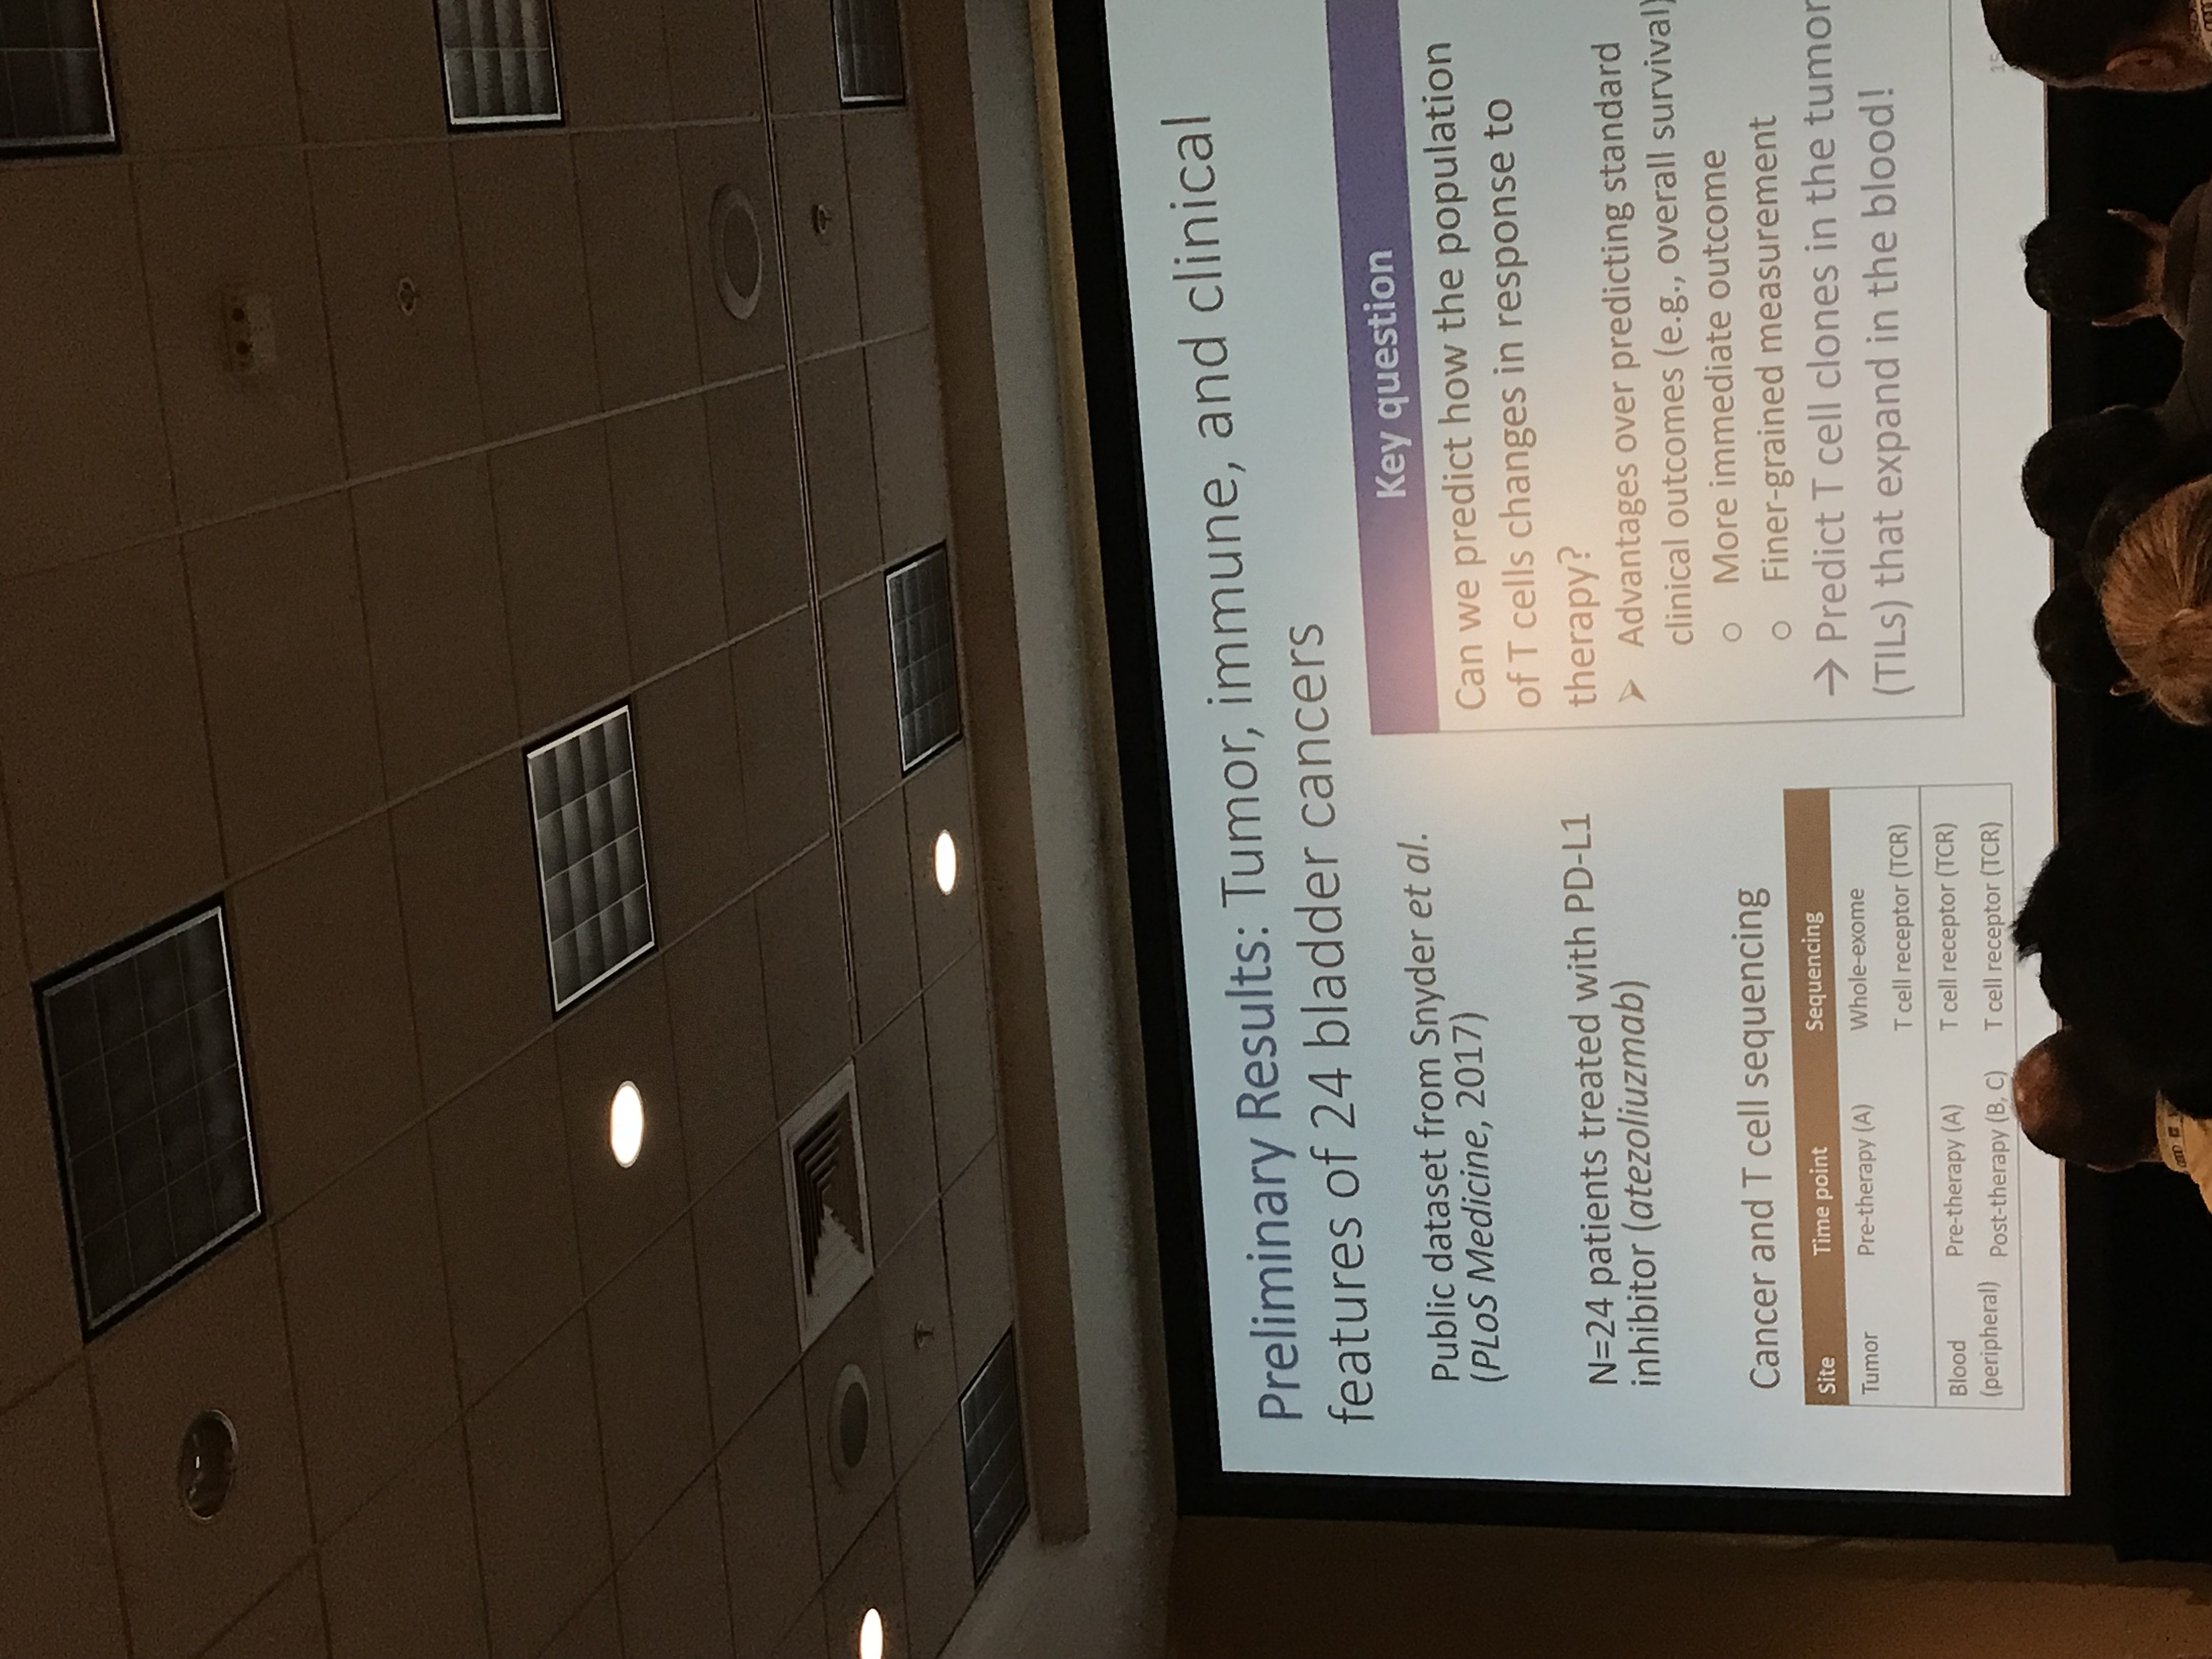 Preliminary Results: Tumor, immune, and clinical
features of 24 bladder cancers
Public dataset from Snyder et al.
(PLoS Medicine, 2017)
N=24 patients treated with PD-L1
inhibitor (atezoliuzmab)
Cancer and T cell sequencing
Site Time point Sequencing
Tumor Pre-therapy (A) Whole-exome
T cell receptor (TCR)
Blood Pre-therapy (A) T cell receptor (TCR)
(peripheral) Post-therapy (B, C) T cell receptor (TCR)
Key question
Can we predict how the population
of T cells changes in response to
therapy?
➢ Advantages over predicting standard
clinical outcomes (e.g., overall survival)
○ More immediate outcome
○ Finer-grained measurement
→ Predict T cell clones in the tumor
(TILs) that expand in the blood!
15